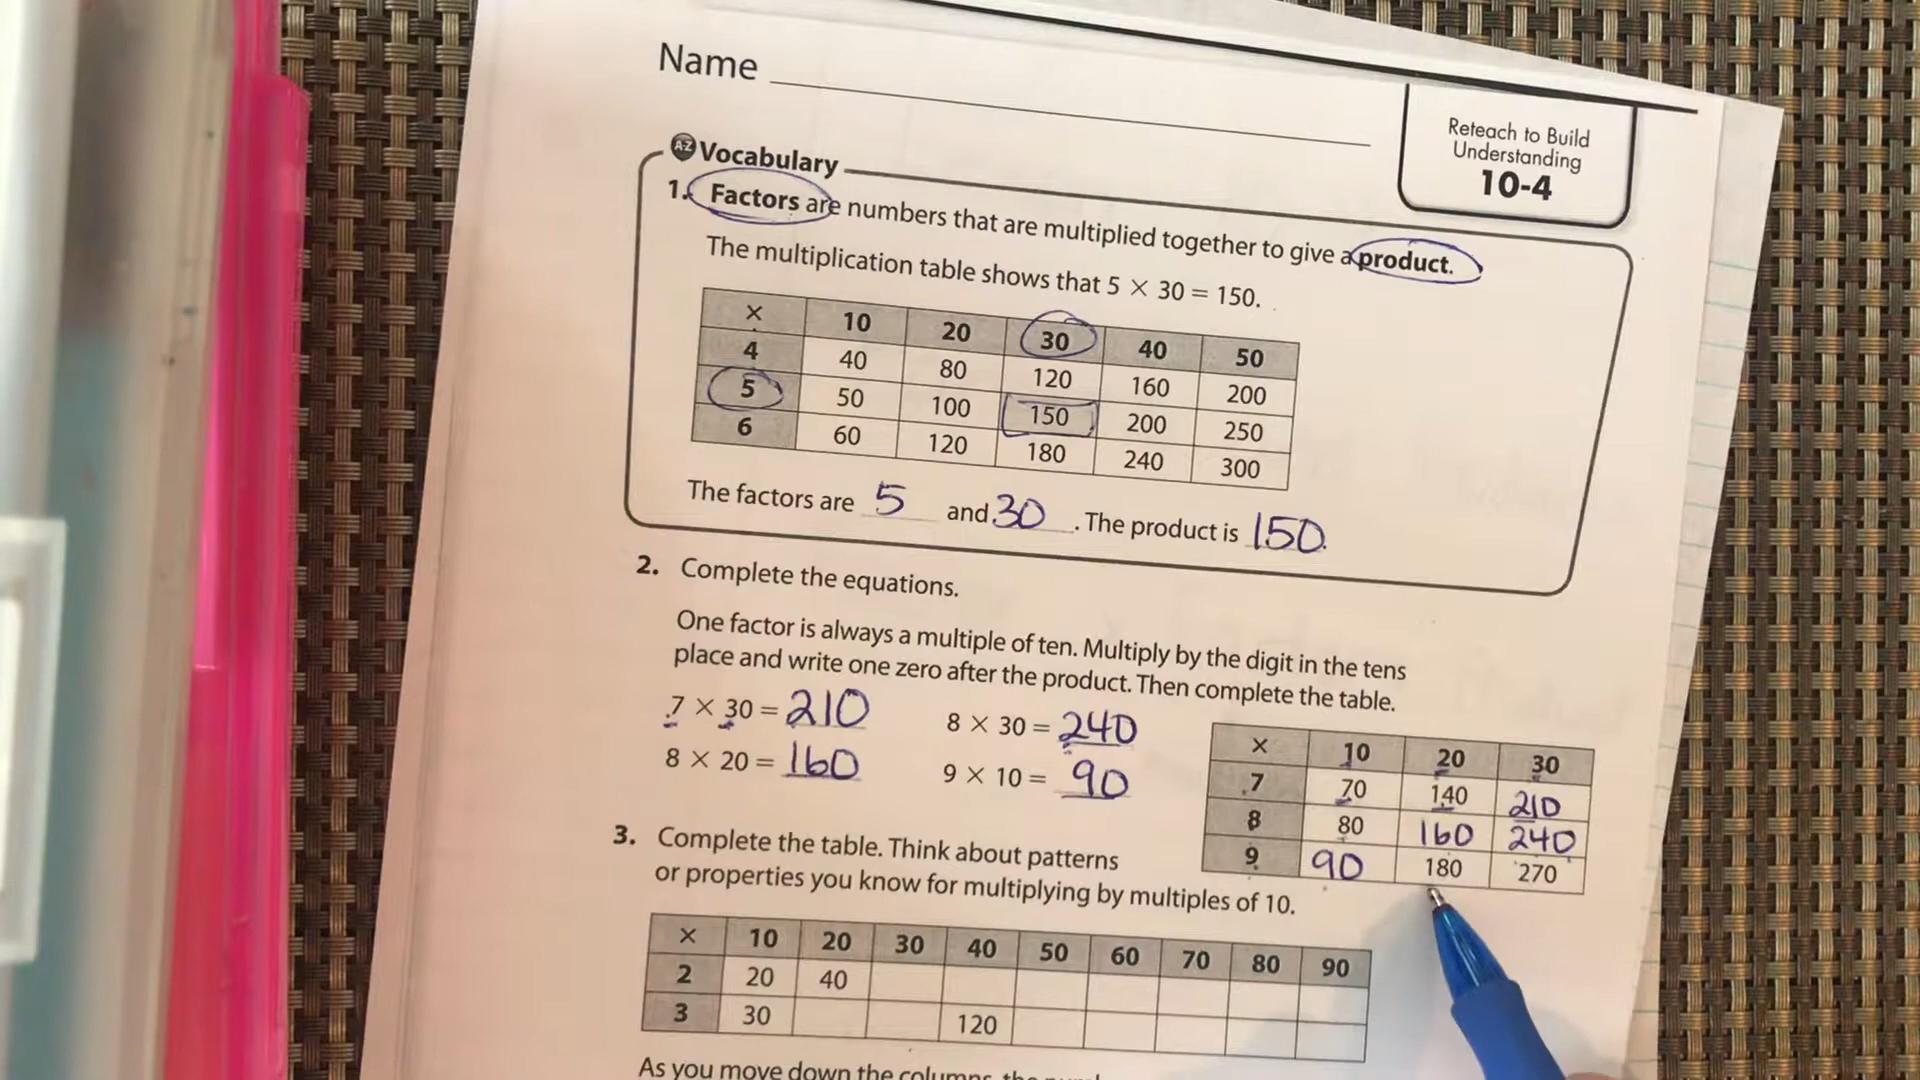 Name
Reteach to Build
Understanding
10-4
A-Z Vocabulary
1. Factors are numbers that are multiplied together to give a product.
The multiplication table shows that 5 × 30 = 150.
× 10 20 30 40 50
4 40 80 120 160 200
5 50 100 150 200 250
6 60 120 180 240 300
The factors are 5 and 30. The product is 150.
2. Complete the equations.
One factor is always a multiple of ten. Multiply by the digit in the tens
place and write one zero after the product. Then complete the table.
7 × 30 = 210 8 × 30 = 240
8 × 20 = 160 9 × 10 = 90
× 10 20 30
7 70 140 210
8 80 160 240
9 90 180 270
3. Complete the table. Think about patterns
or properties you know for multiplying by multiples of 10.
× 10 20 30 40 50 60 70 80 90
2 20 40
3 30 120
As you move down the columns, the